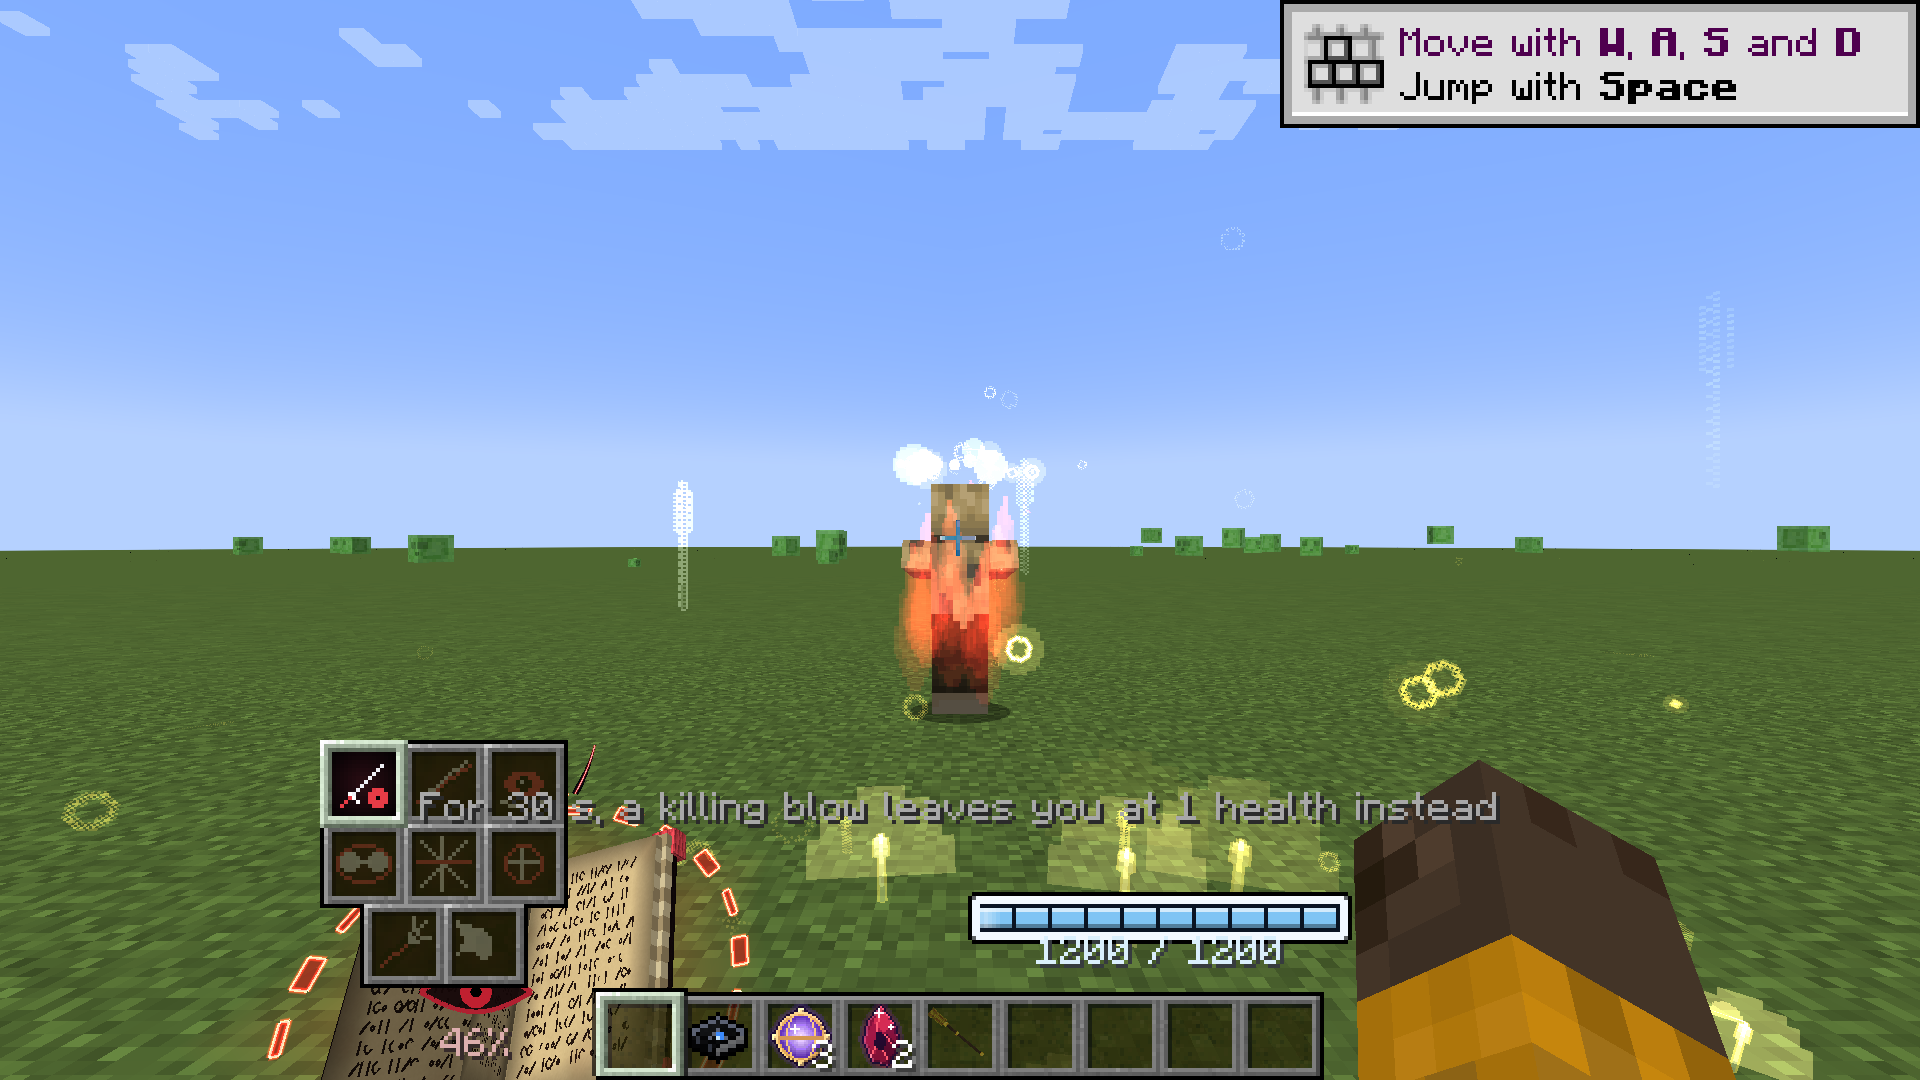 Move with W, A, S and D
Jump with Space
For 30 s, a killing blow leaves you at 1 health instead
1200 / 1200
46%
3
2